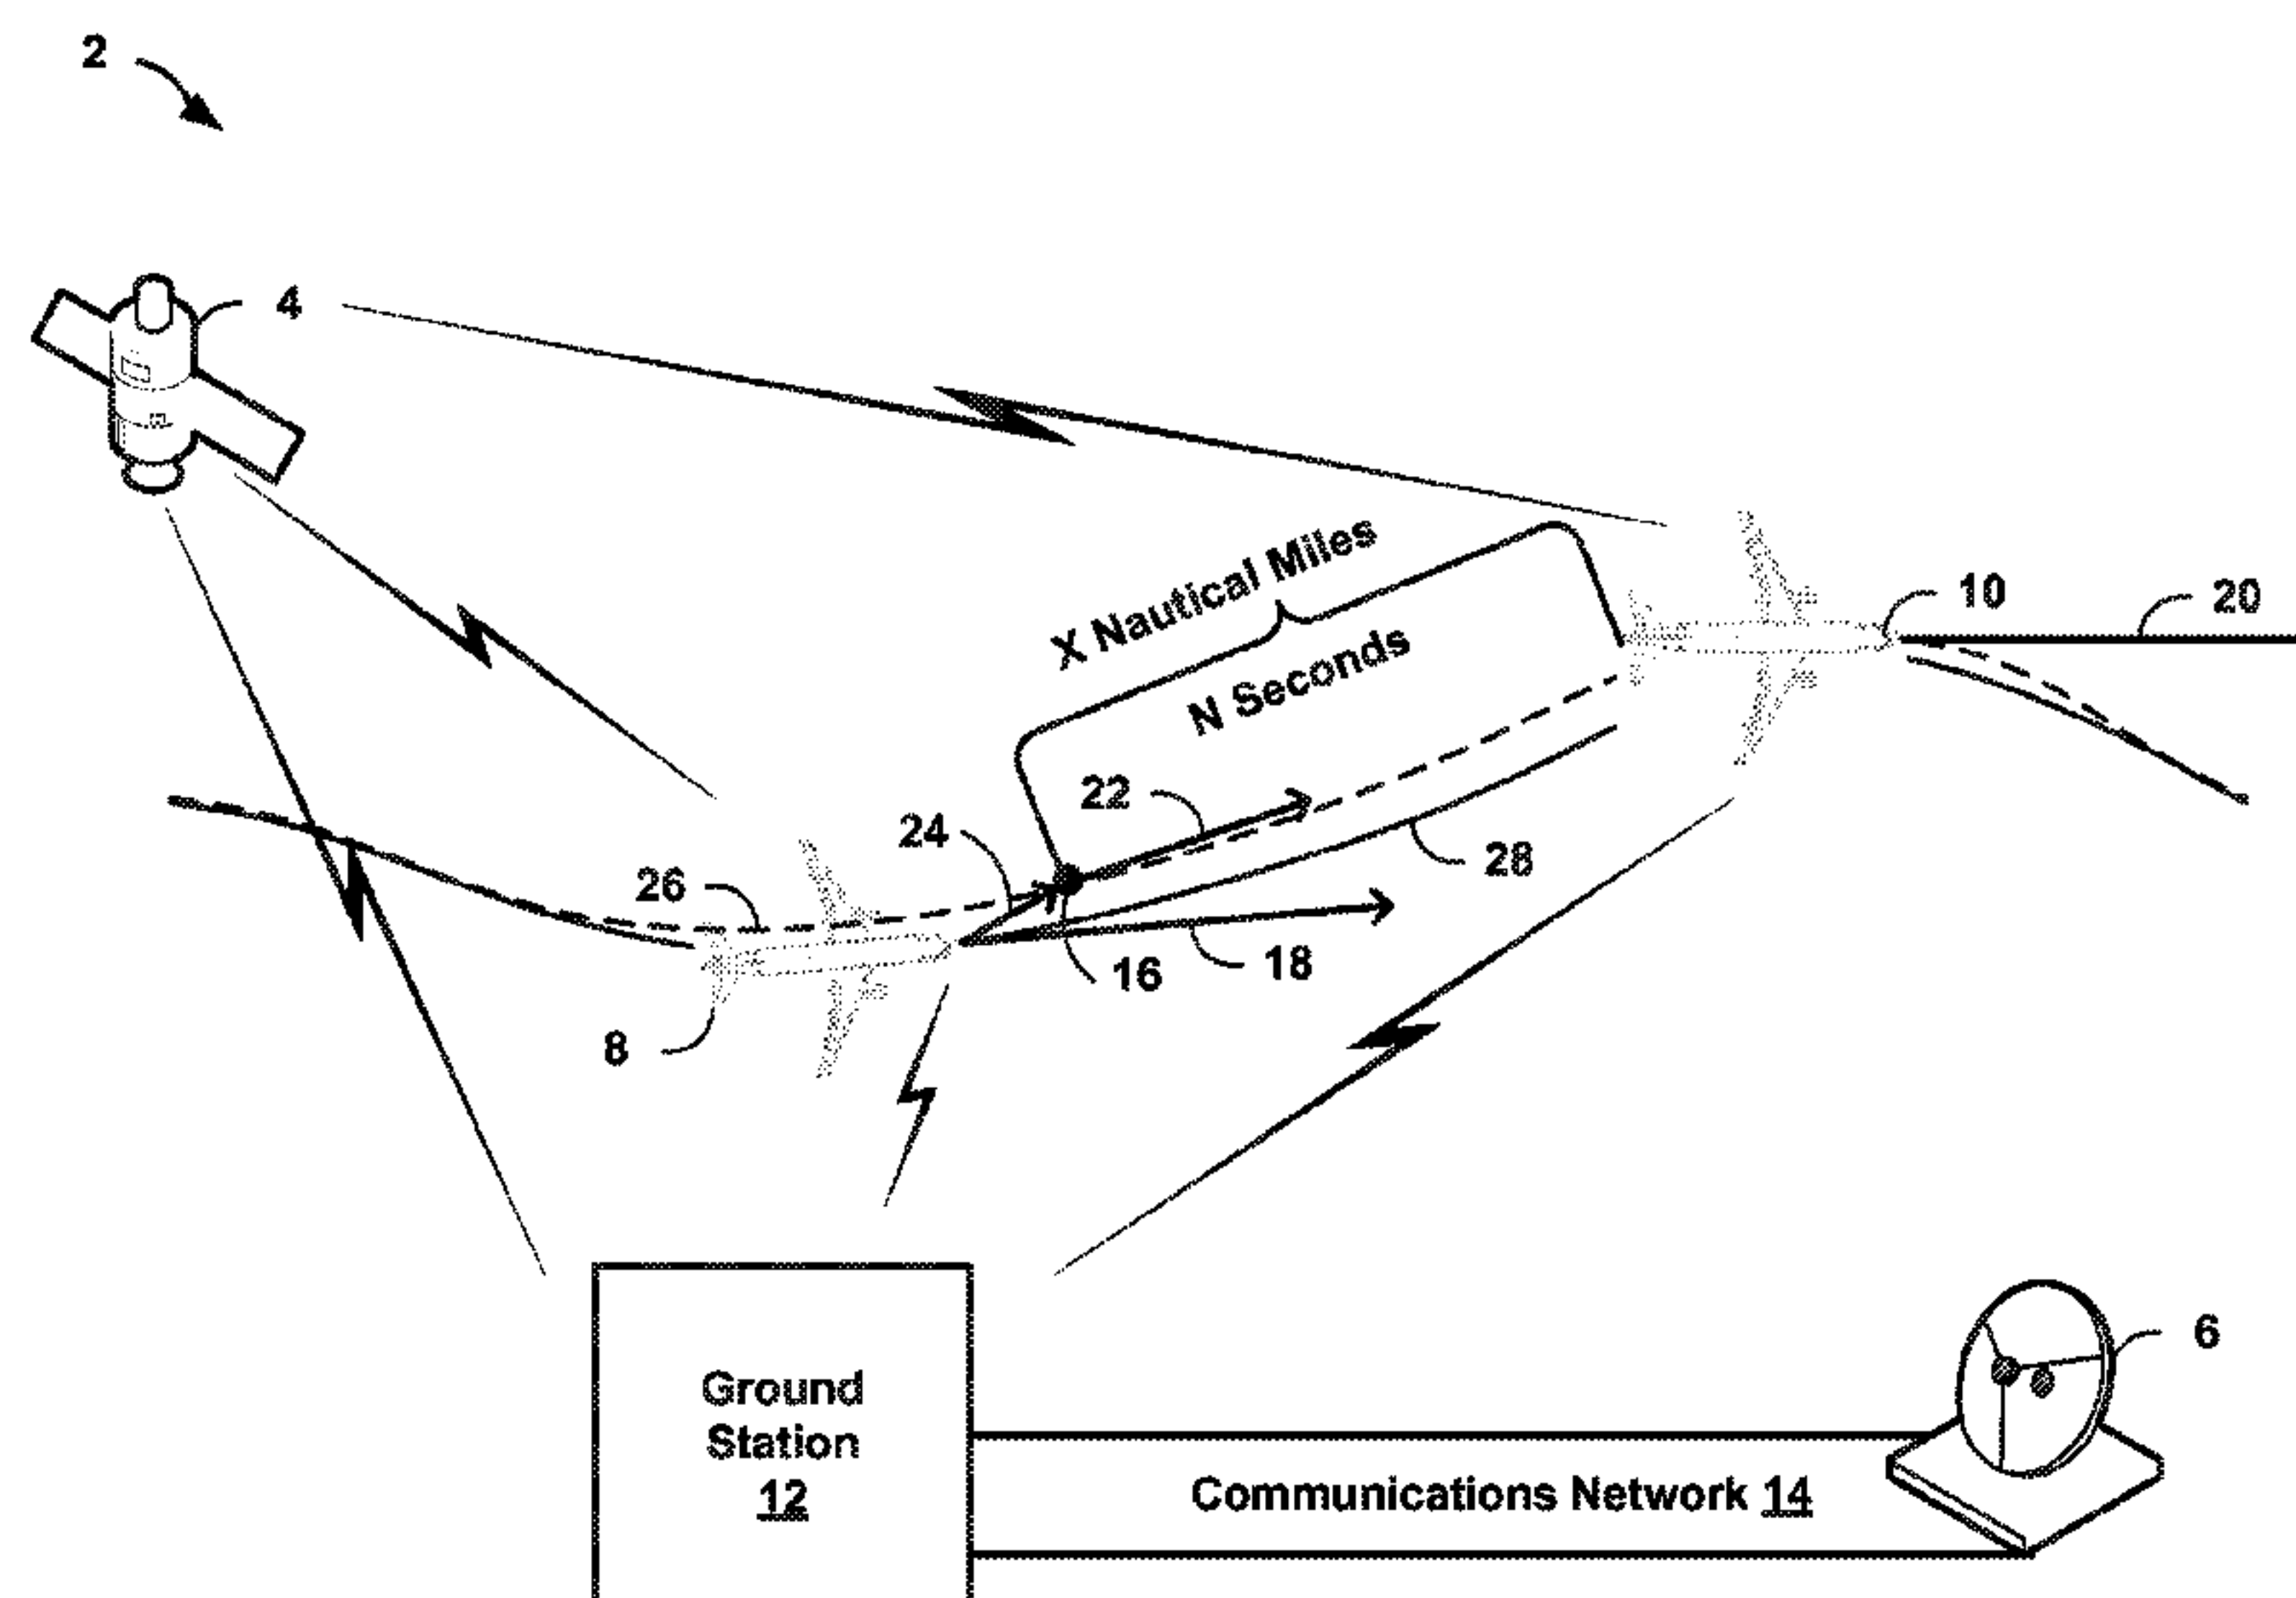 2
4
X Nautical Miles
N Seconds
10
20
22
24
26
28
16
18
8
6
Ground
Station
12
Communications Network 14